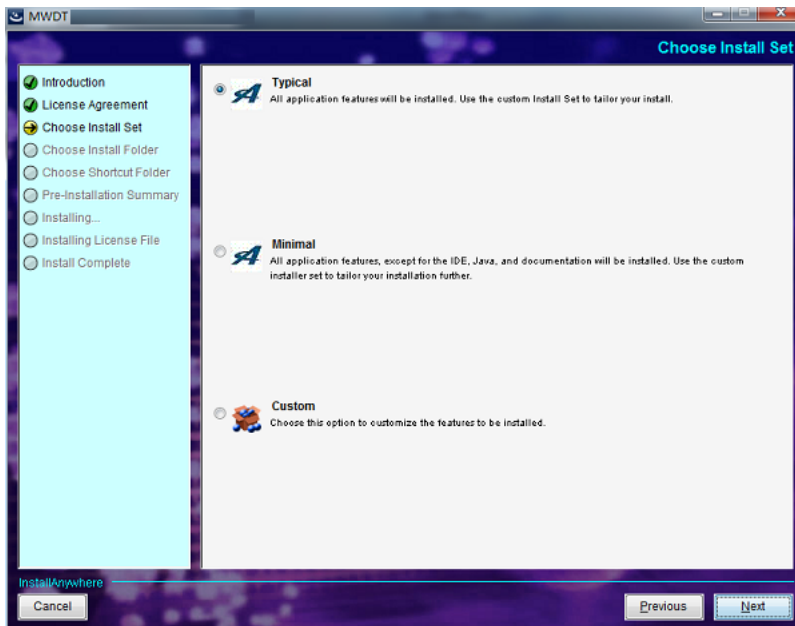 MWDT
Choose Install Set
Introduction
License Agreement
Choose Install Set
Choose Install Folder
Choose Shortcut Folder
Pre-Installation Summary
Installing...
Installing License File
Install Complete
Typical
All application features will be installed. Use the custom Install Set to tailor your install.
Minimal
All application features, except for the IDE, Java, and documentation will be installed. Use the custom
installer set to tailor your installation further.
Custom
Choose this option to customize the features to be installed.
InstallAnywhere
Cancel
Previous
Next